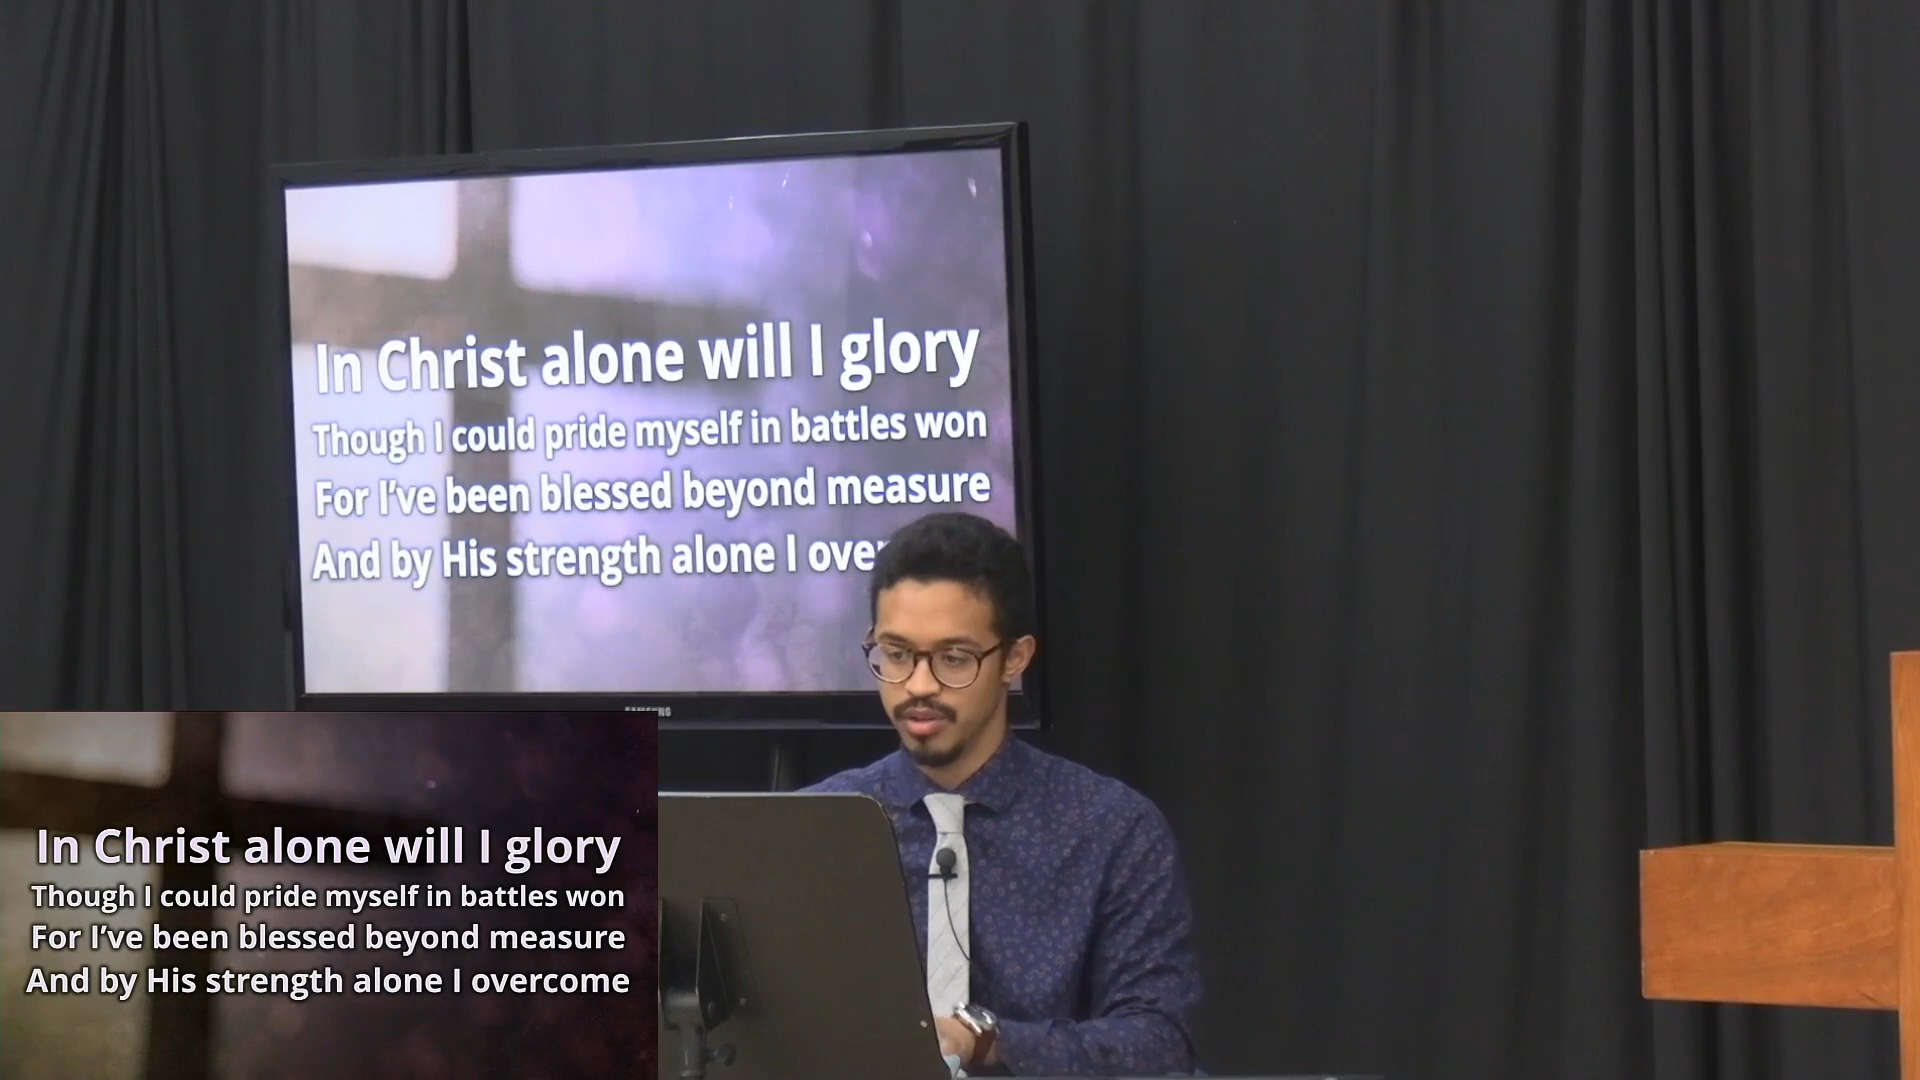 In Christ alone will I glory
Though I could pride myself in battles won
For I've been blessed beyond measure
And by His strength alone I over
SAMSUNG
In Christ alone will I glory
Though I could pride myself in battles won
For I've been blessed beyond measure
And by His strength alone I overcome